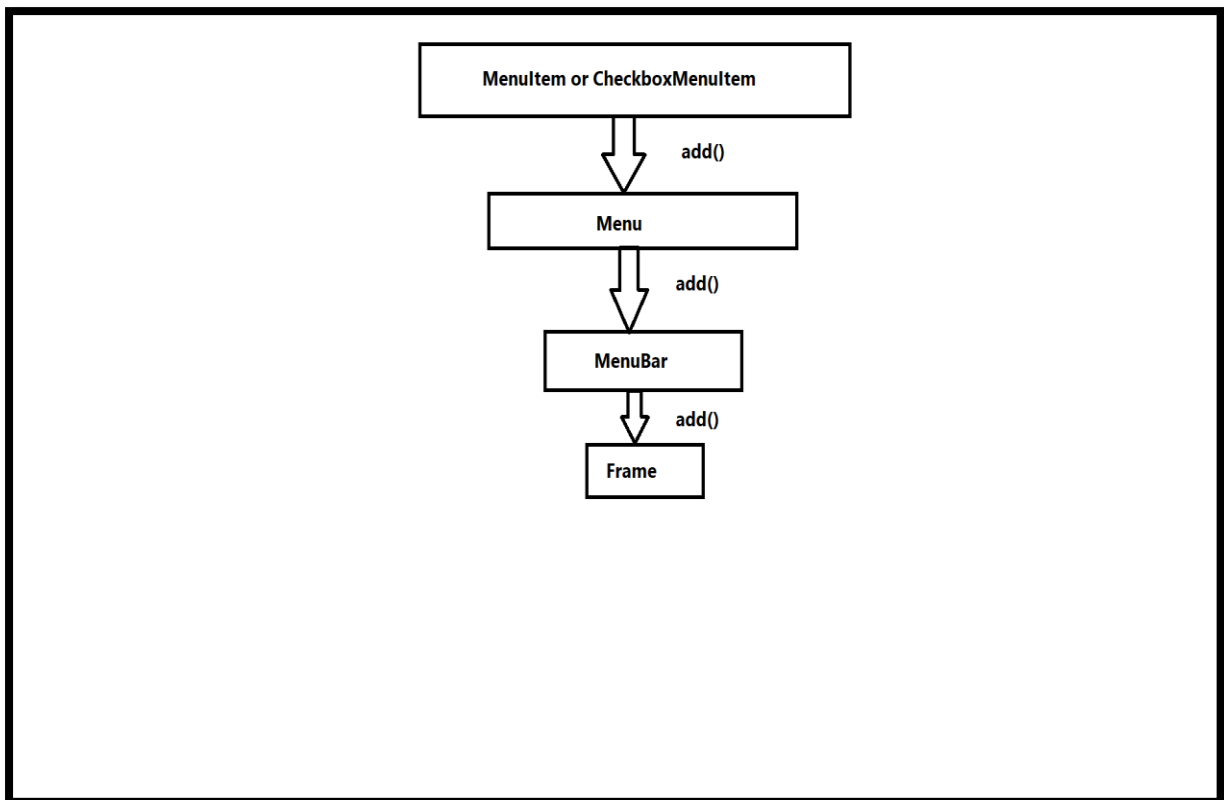 MenuItem or CheckboxMenuItem
add()
Menu
add()
MenuBar
add()
Frame